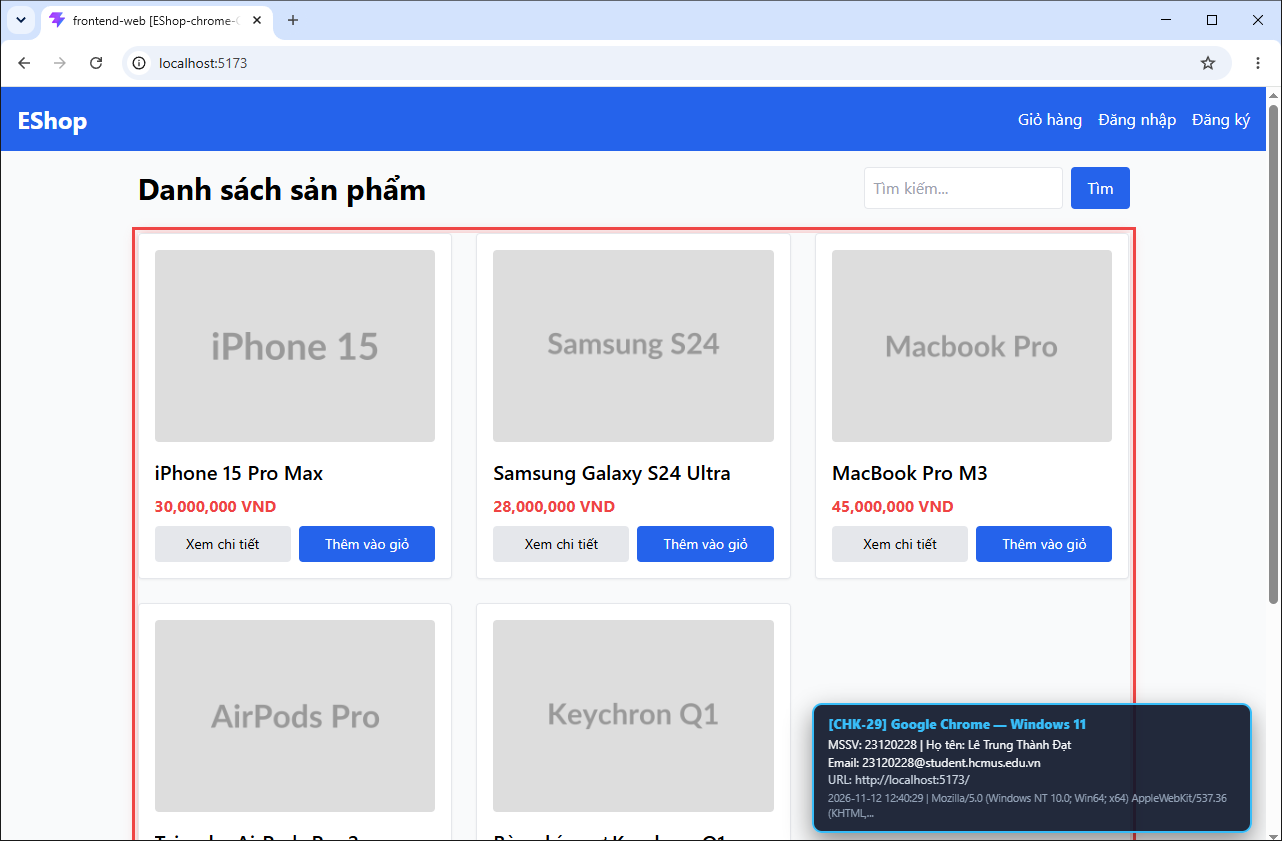 frontend-web [EShop-chrome-
localhost:5173
EShop
Giỏ hàng Đăng nhập Đăng ký
Danh sách sản phẩm
Tìm kiếm... Tìm
iPhone 15 Samsung S24 Macbook Pro
iPhone 15 Pro Max Samsung Galaxy S24 Ultra MacBook Pro M3
30,000,000 VND 28,000,000 VND 45,000,000 VND
Xem chi tiết Thêm vào giỏ Xem chi tiết Thêm vào giỏ Xem chi tiết Thêm vào giỏ
AirPods Pro Keychron Q1
[CHK-29] Google Chrome — Windows 11
MSSV: 23120228 | Họ tên: Lê Trung Thành Đạt
Email: 23120228@student.hcmus.edu.vn
URL: http://localhost:5173/
2026-11-12 12:40:29 | Mozilla/5.0 (Windows NT 10.0; Win64; x64) AppleWebKit/537.36
(KHTML,...